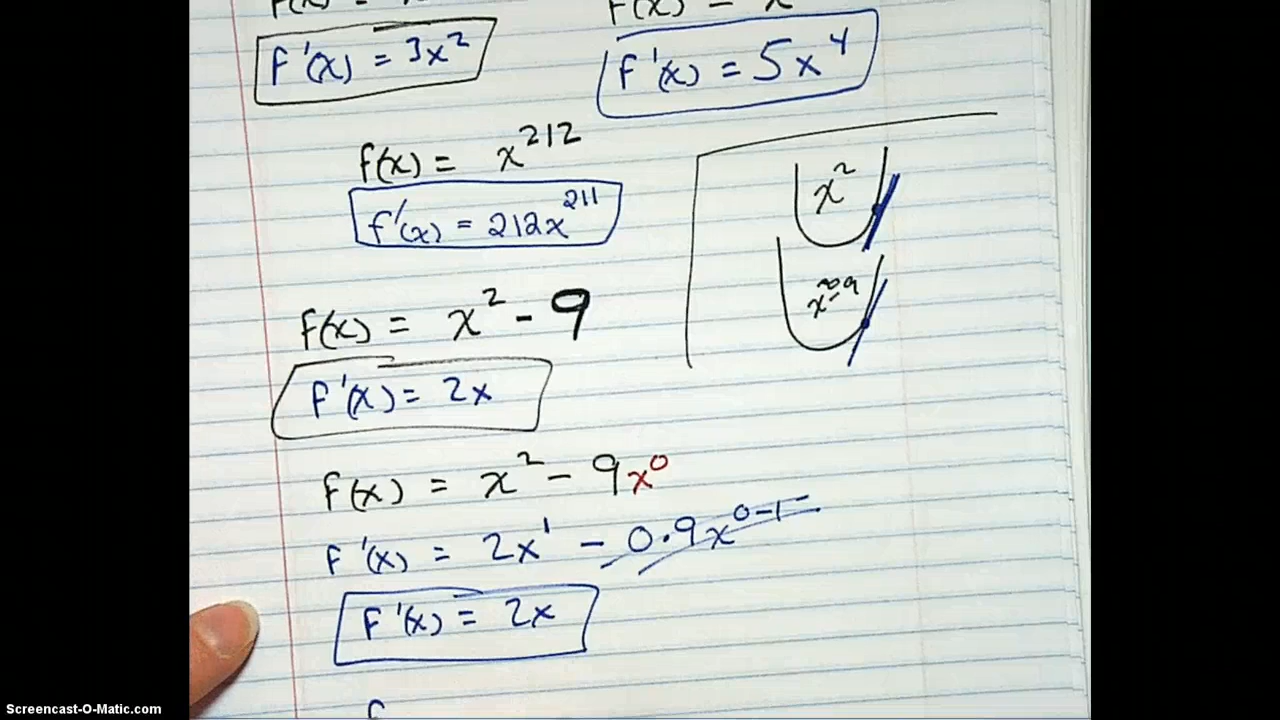 f'(x) = 3x²
f'(x) = 5x⁴
f(x) = x²¹²
f'(x) = 212x²¹¹
x²
f(x) = x² - 9
f'(x) = 2x
f(x) = x² - 9x⁰
f'(x) = 2x¹ - 0·9x⁰⁻¹
f'(x) = 2x
f
Screencast-O-Matic.com